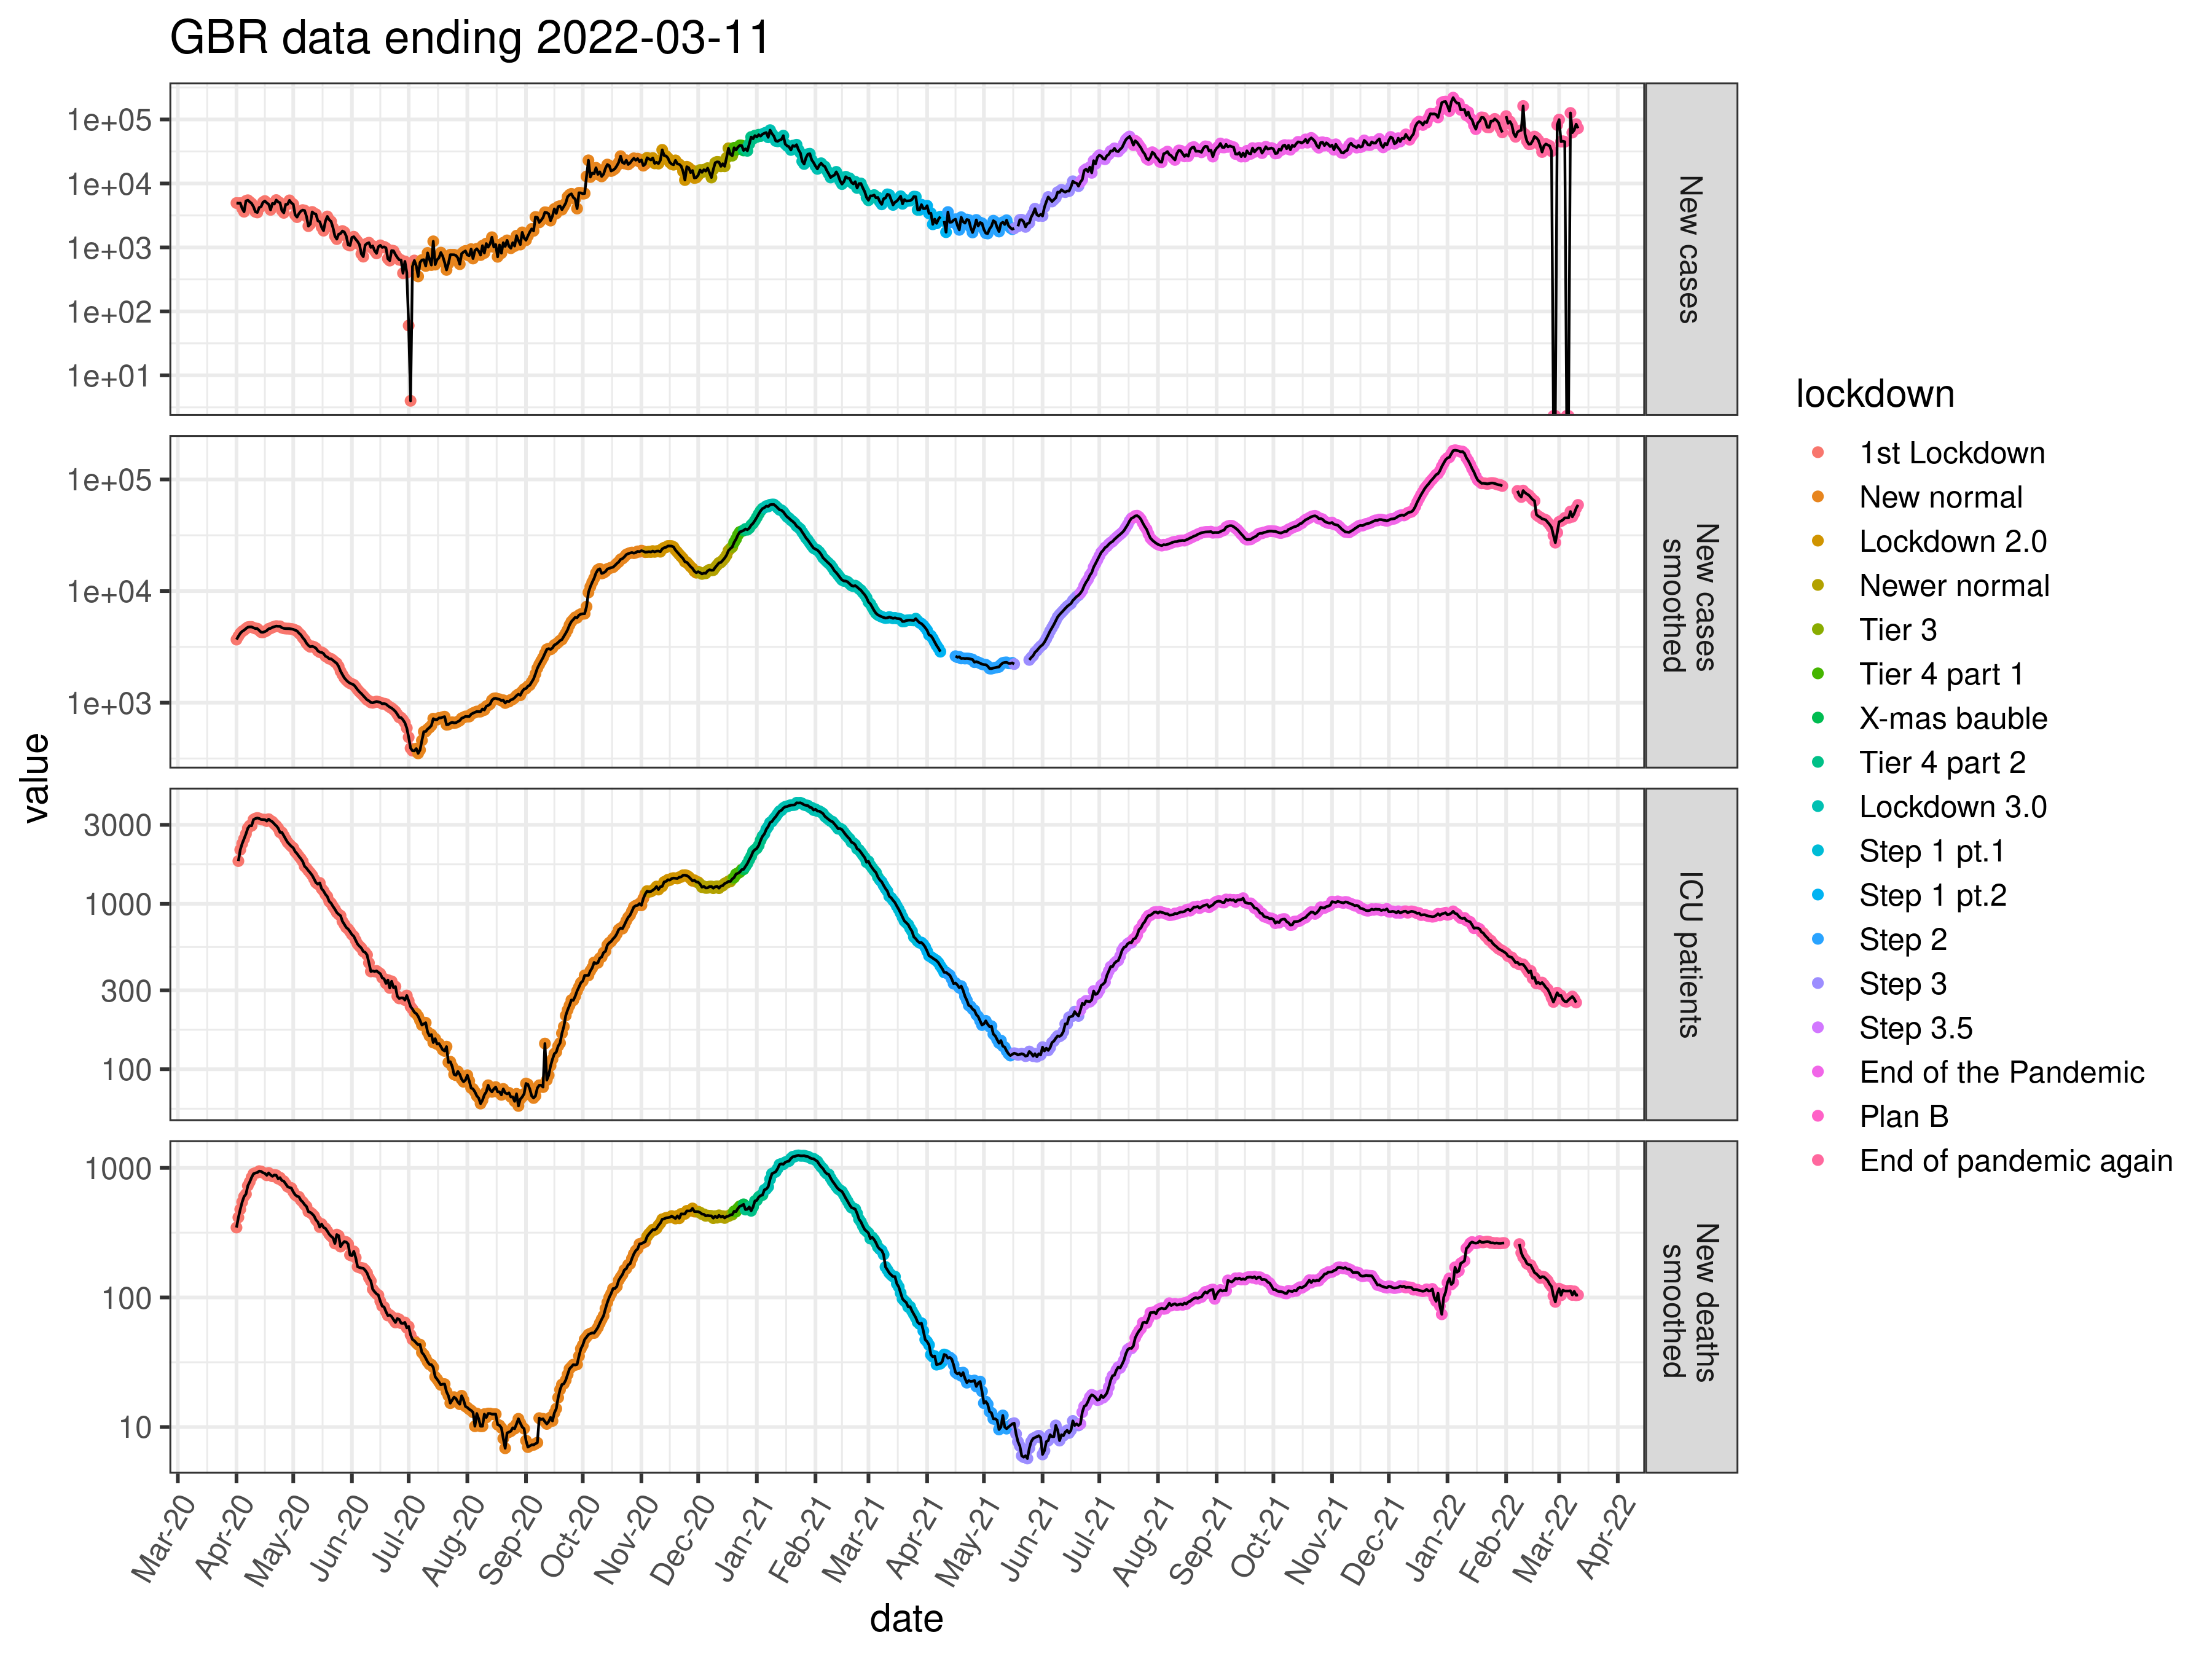 GBR data ending 2022-03-11
1e+05
1e+04
1e+03
1e+02
1e+01
New cases
1e+05
1e+04
1e+03
New cases
smoothed
3000
1000
300
100
ICU patients
1000
100
10
New deaths
smoothed
value
Mar-20
Apr-20
May-20
Jun-20
Jul-20
Aug-20
Sep-20
Oct-20
Nov-20
Dec-20
Jan-21
Feb-21
Mar-21
Apr-21
May-21
Jun-21
Jul-21
Aug-21
Sep-21
Oct-21
Nov-21
Dec-21
Jan-22
Feb-22
Mar-22
Apr-22
date
lockdown
1st Lockdown
New normal
Lockdown 2.0
Newer normal
Tier 3
Tier 4 part 1
X-mas bauble
Tier 4 part 2
Lockdown 3.0
Step 1 pt.1
Step 1 pt.2
Step 2
Step 3
Step 3.5
End of the Pandemic
Plan B
End of pandemic again